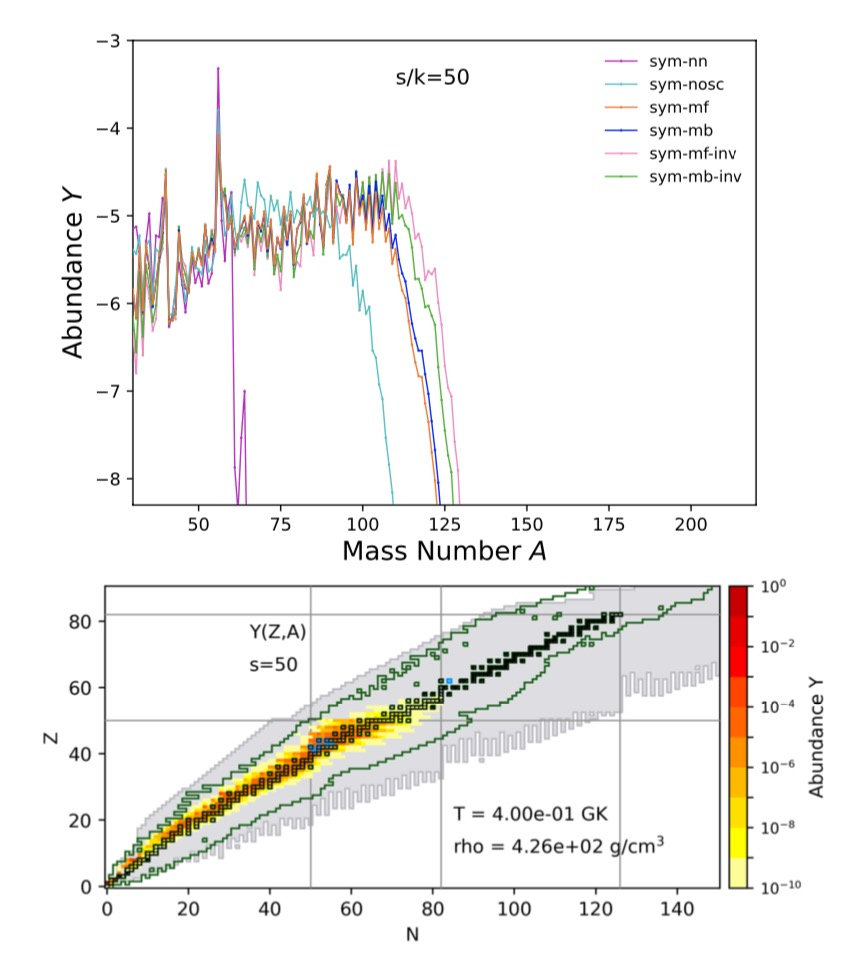 −3
−4
−5
−6
−7
−8
Abundance Y
s/k=50
sym-nn
sym-nosc
sym-mf
sym-mb
sym-mf-inv
sym-mb-inv
50 75 100 125 150 175 200
Mass Number A
80
60
40
20
0
Z
Y(Z,A)
s=50
T = 4.00e-01 GK
rho = 4.26e+02 g/cm³
0 20 40 60 80 100 120 140
N
10⁰
10⁻²
10⁻⁴
10⁻⁶
10⁻⁸
10⁻¹⁰
Abundance Y